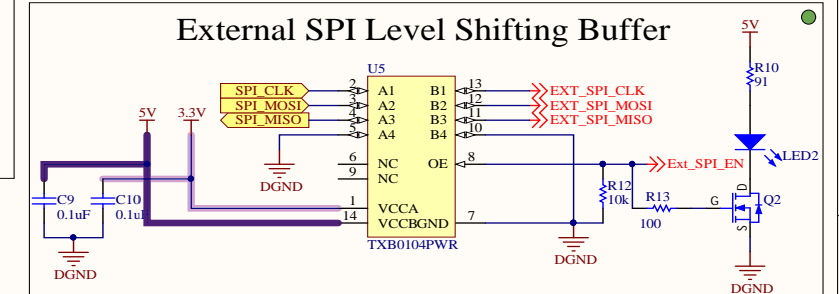 External SPI Level Shifting Buffer
5V
U5
R10
91
SPI_CLK 2 A1 B1 13 EXT_SPI_CLK
SPI_MOSI 3 A2 B2 12 EXT_SPI_MOSI
SPI_MISO 4 A3 B3 11 EXT_SPI_MISO
5V 3.3V 5 A4 B4 10
LED2
6 NC OE 8 Ext_SPI_EN
DGND
9 NC
R12
10k
R13
100
D
G
S
Q2
C9
0.1uF
C10
0.1uF
1 VCCA
14 VCCB GND 7
TXB0104PWR
DGND
DGND
DGND